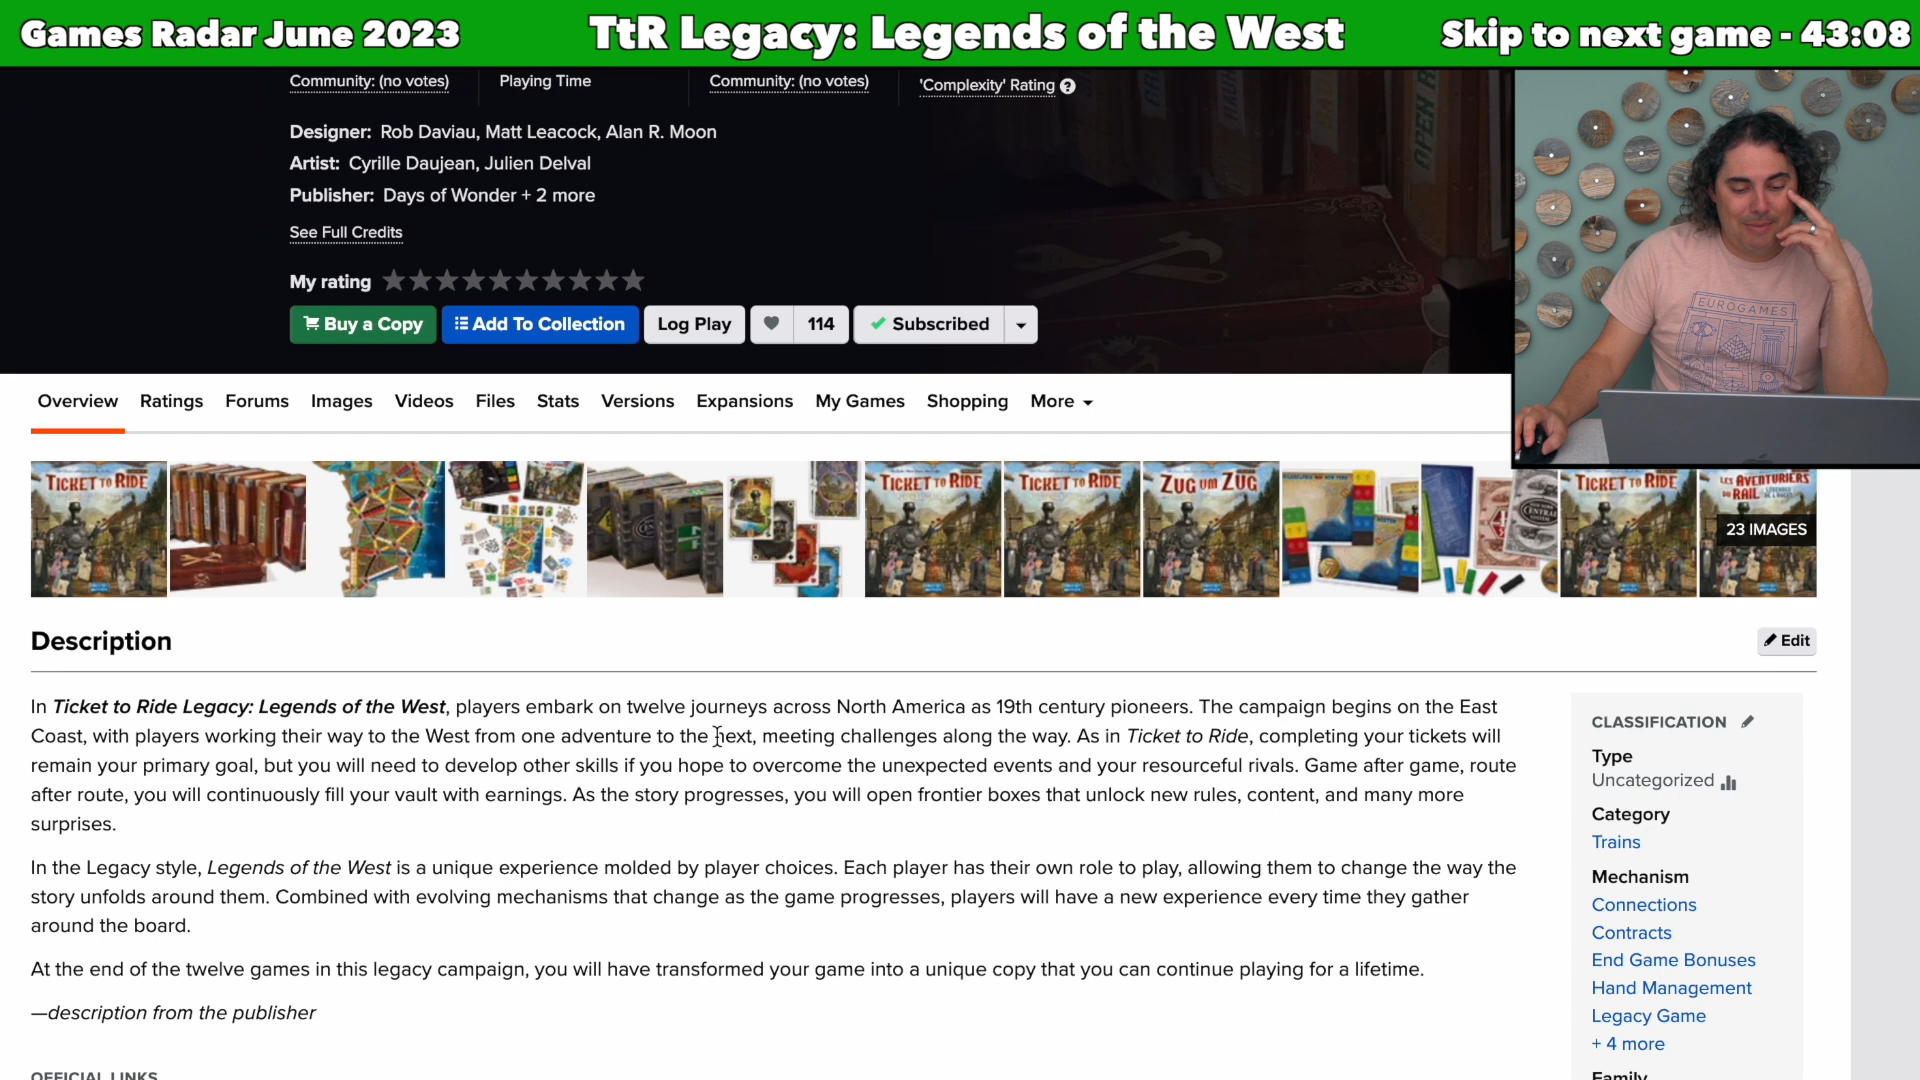 Games Radar June 2023
TtR Legacy: Legends of the West
Skip to next game - 43:08
Community: (no votes)
Playing Time
Community: (no votes)
'Complexity' Rating
Designer: Rob Daviau, Matt Leacock, Alan R. Moon
Artist: Cyrille Daujean, Julien Delval
Publisher: Days of Wonder + 2 more
See Full Credits
My rating
Buy a Copy
Add To Collection
Log Play
114
Subscribed
EUROGAMES
Overview
Ratings
Forums
Images
Videos
Files
Stats
Versions
Expansions
My Games
Shopping
More
TICKET TO RIDE
TICKET TO RIDE
TICKET TO RIDE
ZUG UM ZUG
TICKET TO RIDE
LES AVENTURIERS
DU RAIL
23 IMAGES
Description
Edit
In Ticket to Ride Legacy: Legends of the West, players embark on twelve journeys across North America as 19th century pioneers. The campaign begins on the East
Coast, with players working their way to the West from one adventure to the next, meeting challenges along the way. As in Ticket to Ride, completing your tickets will
remain your primary goal, but you will need to develop other skills if you hope to overcome the unexpected events and your resourceful rivals. Game after game, route
after route, you will continuously fill your vault with earnings. As the story progresses, you will open frontier boxes that unlock new rules, content, and many more
surprises.
In the Legacy style, Legends of the West is a unique experience molded by player choices. Each player has their own role to play, allowing them to change the way the
story unfolds around them. Combined with evolving mechanisms that change as the game progresses, players will have a new experience every time they gather
around the board.
At the end of the twelve games in this legacy campaign, you will have transformed your game into a unique copy that you can continue playing for a lifetime.
—description from the publisher
OFFICIAL LINKS
CLASSIFICATION
Type
Uncategorized
Category
Trains
Mechanism
Connections
Contracts
End Game Bonuses
Hand Management
Legacy Game
+ 4 more
Family